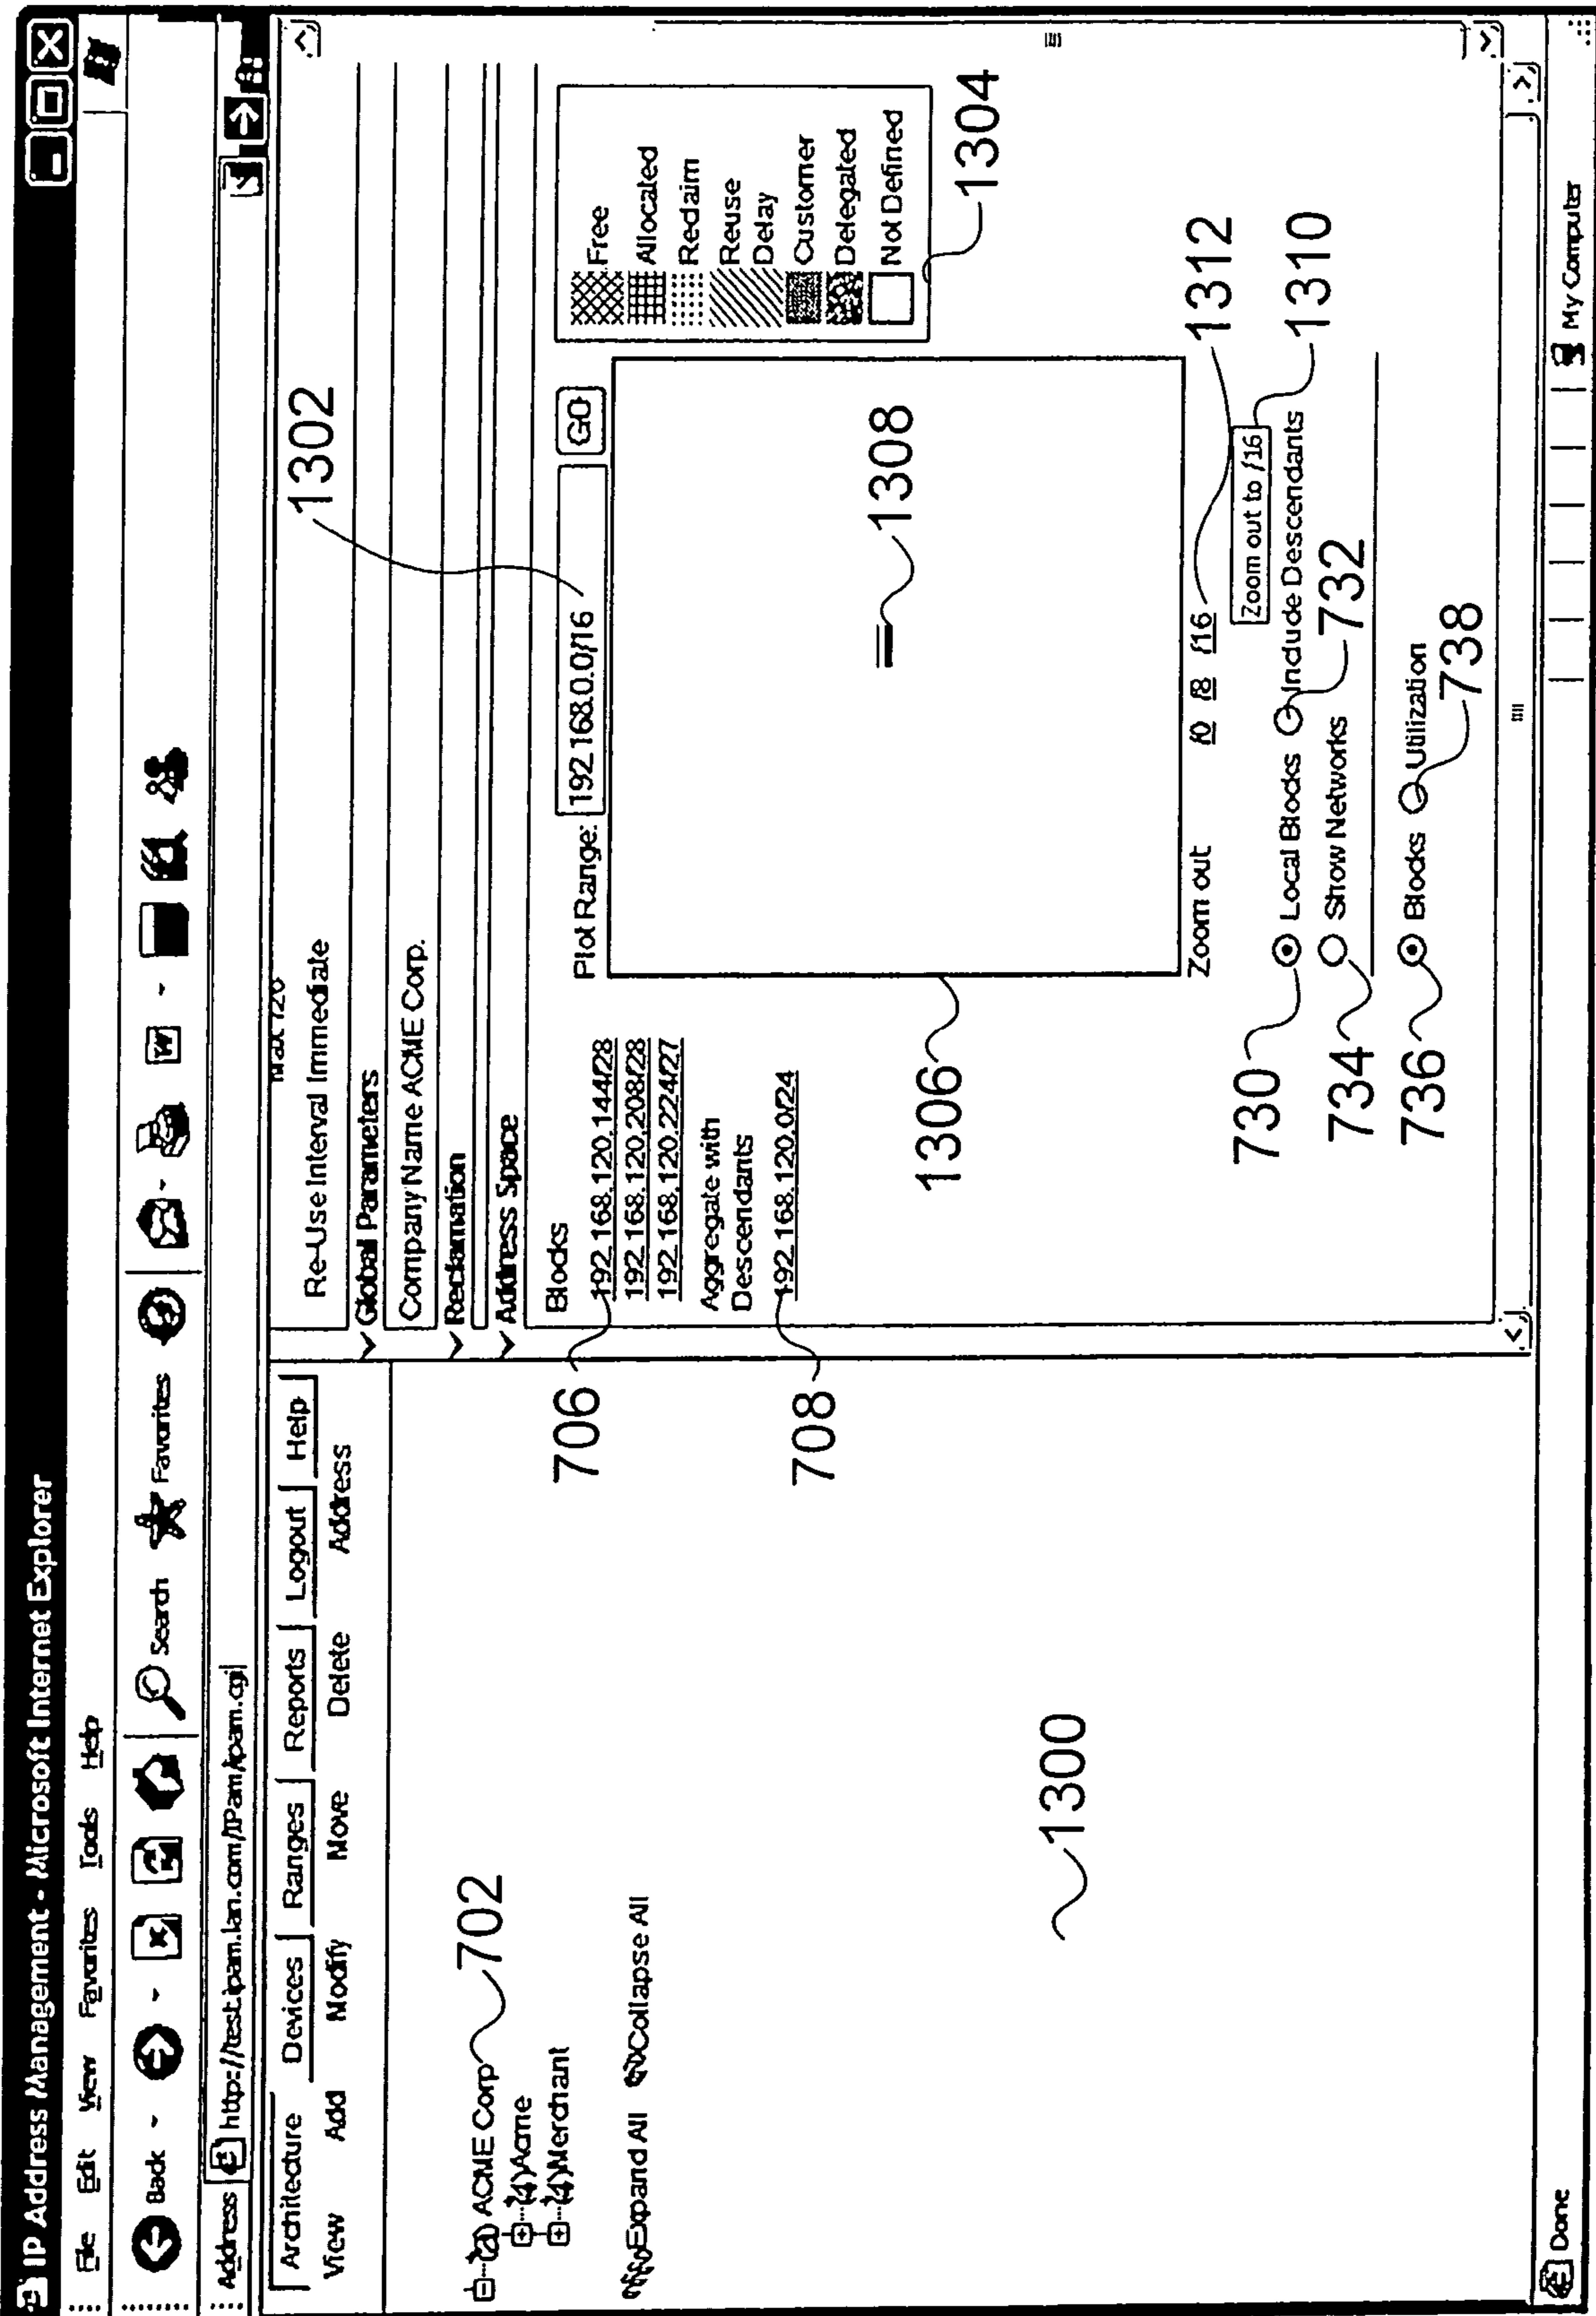 IP Address Management - Microsoft Internet Explorer
File Edit View Favorites Tools Help
Back Search Favorites
Address http://test.ipam.lan.com/IPam/ipam.cgi
Architecture Devices Ranges Reports Logout Help
View Add Modify Move Delete Address
(2) ACME Corp
702
(4) Acme
(4) Merchant
Expand All Collapse All
1300
Re-Use Interval Immediate
Global Parameters
Company Name ACME Corp.
Reclamation
Address Space
1302
Blocks
706
192.168.120.144/28
192.168.120.208/28
192.168.120.224/27
Aggregate with
Descendants
708
192.168.120.0/24
Plot Range: 192.168.0.0/16 GO
1306
1308
Free
Allocated
Reclaim
Reuse
Delay
Customer
Delegated
Not Defined
1304
Zoom out /0 /8 /16
1312
Zoom out to /16
1310
730
Local Blocks Include Descendants
732
734
Show Networks
736
Blocks Utilization
738
Done My Computer